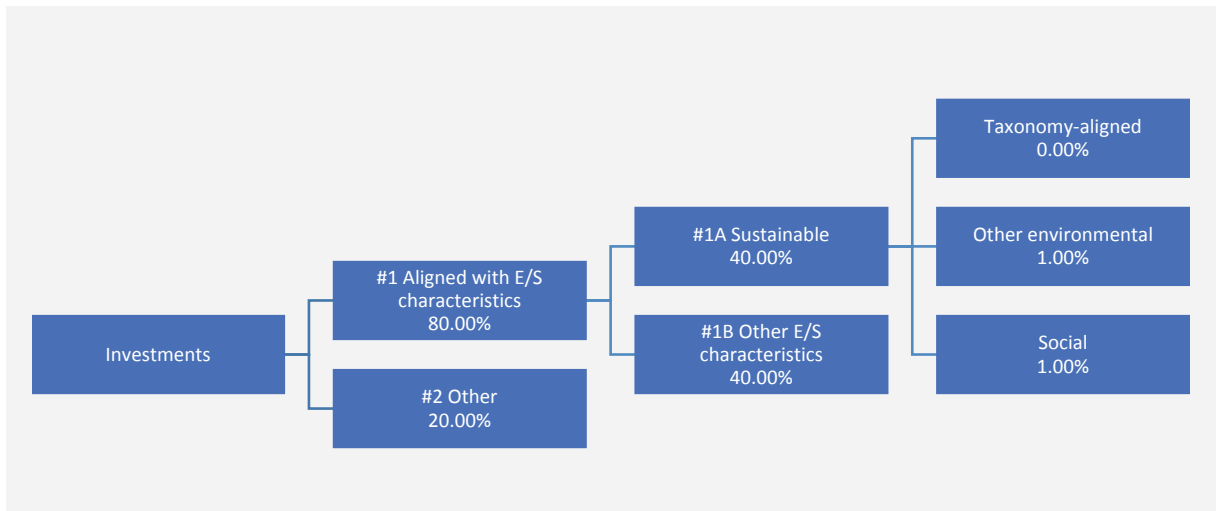 Investments
#1 Aligned with E/S
characteristics
80.00%
#2 Other
20.00%
#1A Sustainable
40.00%
#1B Other E/S
characteristics
40.00%
Taxonomy-aligned
0.00%
Other environmental
1.00%
Social
1.00%